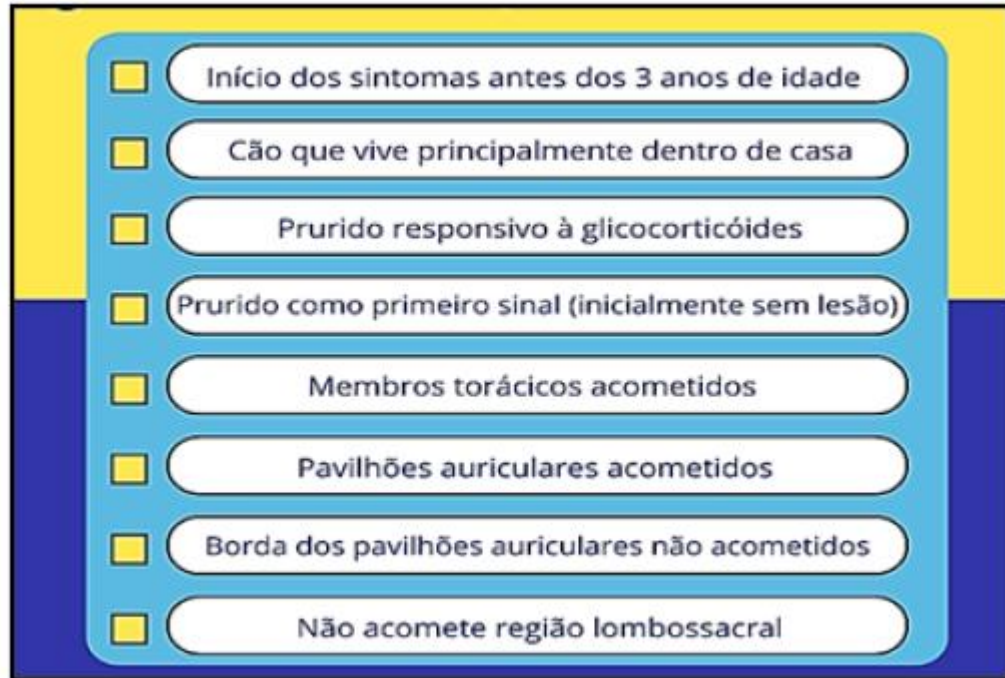 Início dos sintomas antes dos 3 anos de idade
Cão que vive principalmente dentro de casa
Prurido responsivo à glicocorticóides
Prurido como primeiro sinal (inicialmente sem lesão)
Membros torácicos acometidos
Pavilhões auriculares acometidos
Borda dos pavilhões auriculares não acometidos
Não acomete região lombossacral